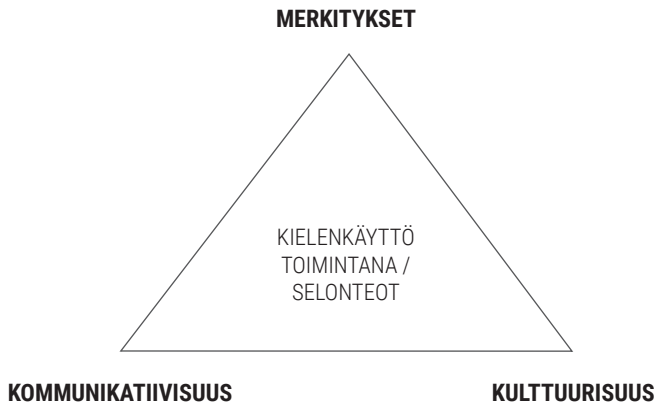 MERKITYKSET
KIELENKÄYTTÖ
TOIMINTANA /
SELONTEOT
KOMMUNIKATIIVISUUS
KULTTUURISUUS